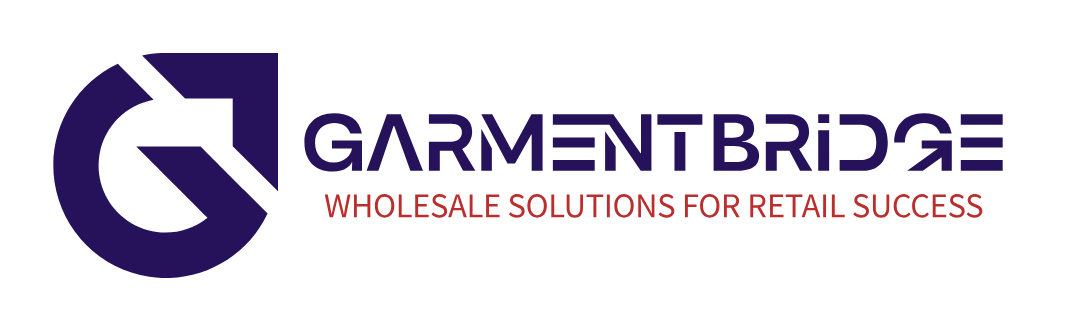 GARMENTBRIDGE
WHOLESALE SOLUTIONS FOR RETAIL SUCCESS